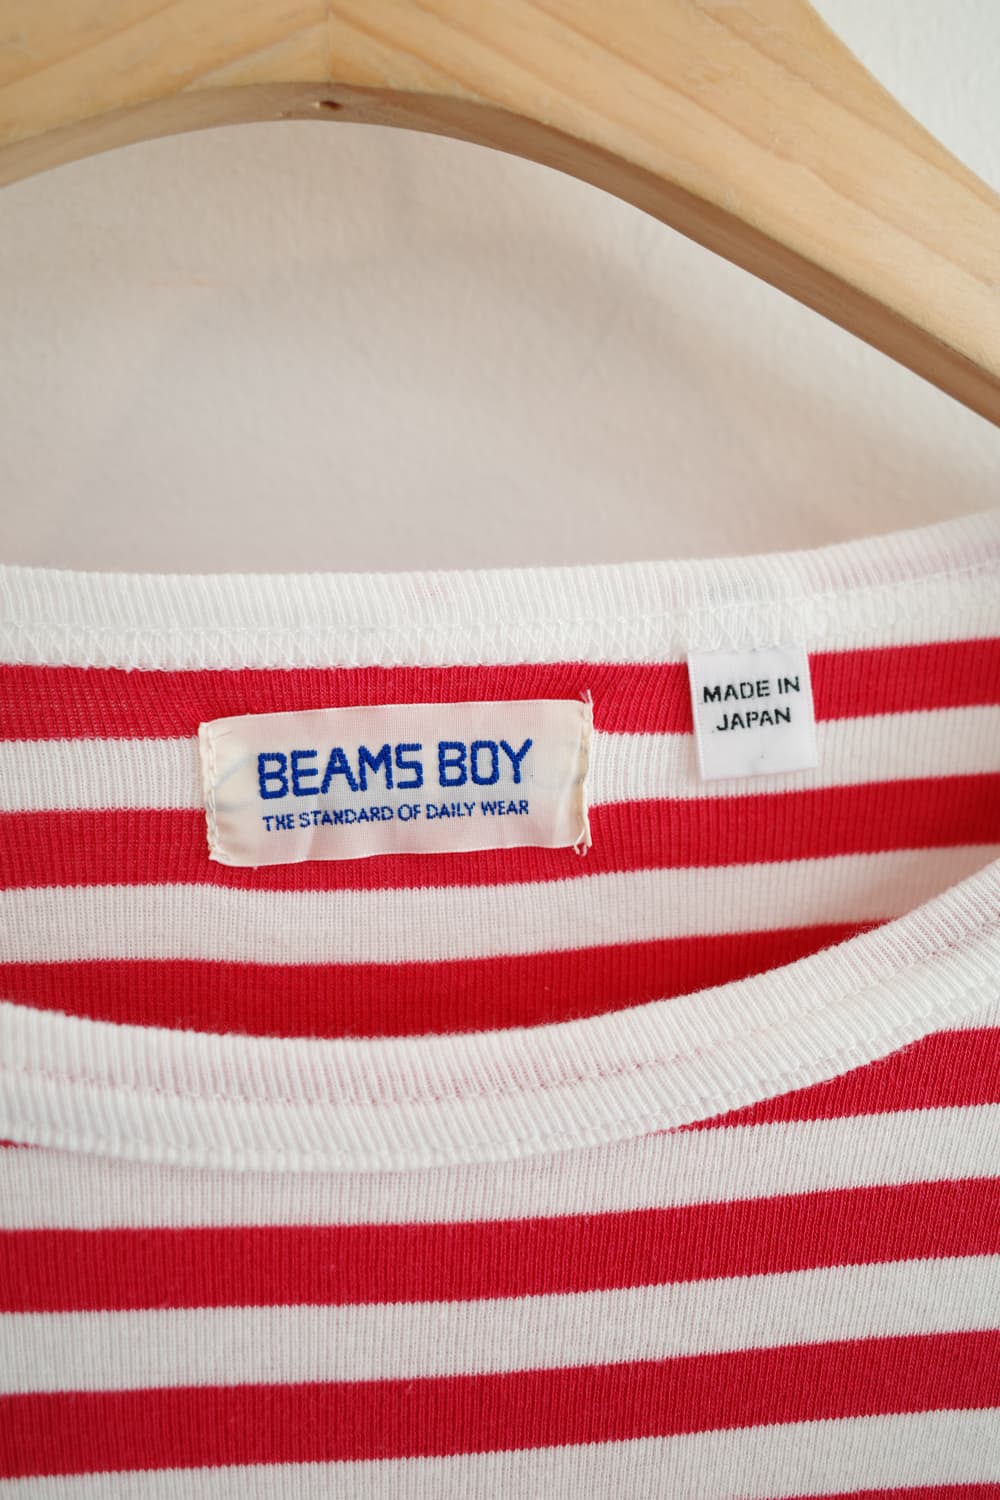 BEAMS BOY
THE STANDARD OF DAILY WEAR
MADE IN
JAPAN